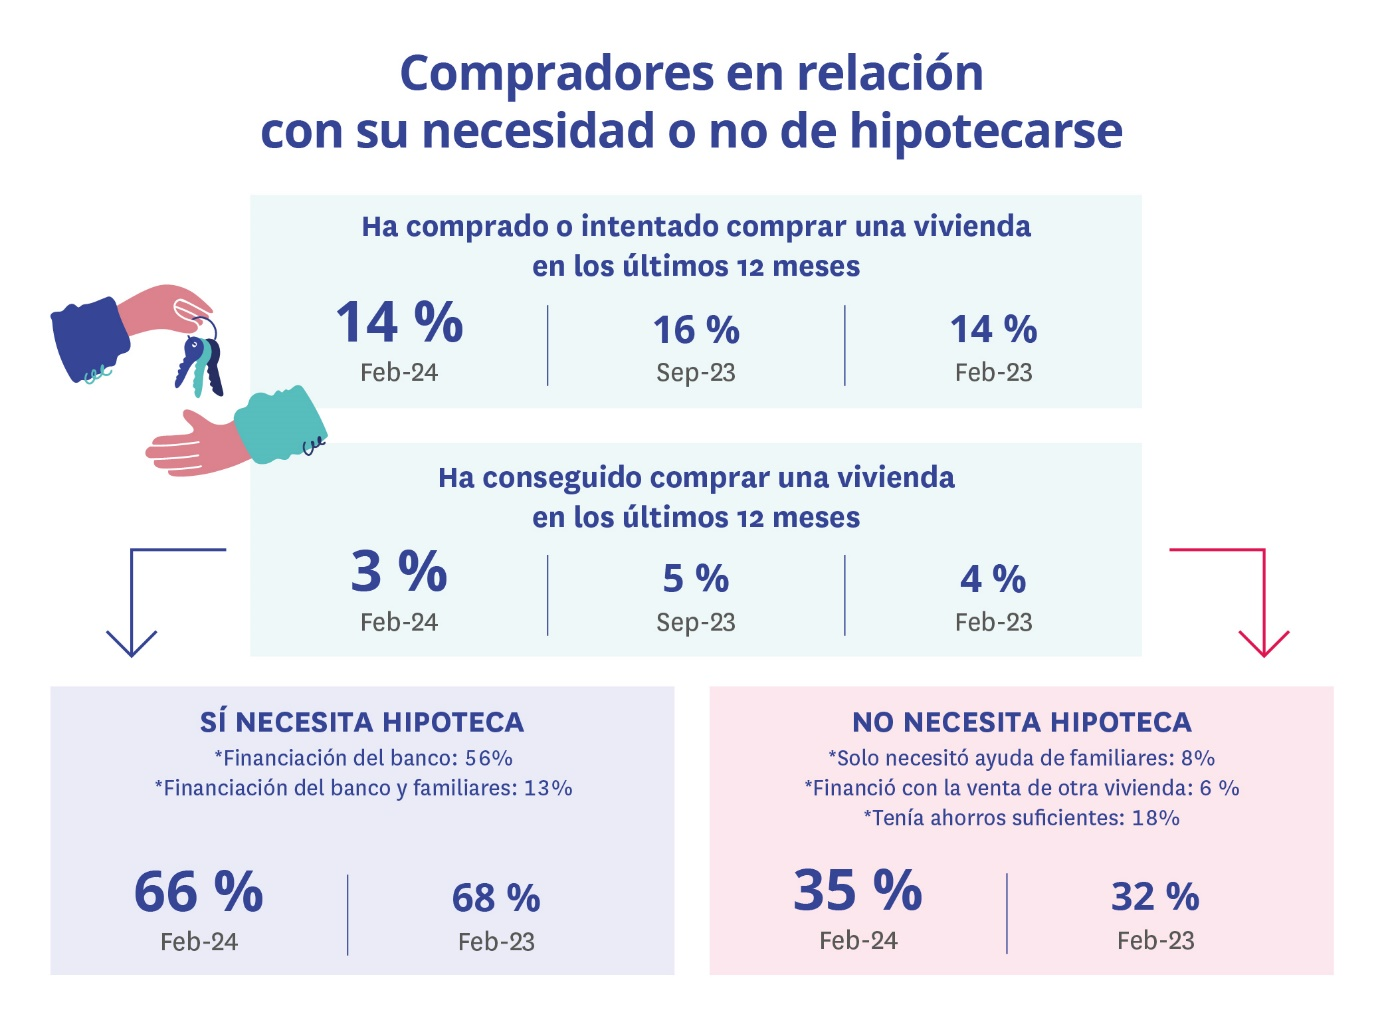 Compradores en relación
con su necesidad o no de hipotecarse
Ha comprado o intentado comprar una vivienda
en los últimos 12 meses
14 %
16 %
14 %
Feb-24
Sep-23
Feb-23
Ha conseguido comprar una vivienda
en los últimos 12 meses
3 %
5 %
4 %
Feb-24
Sep-23
Feb-23
SÍ NECESITA HIPOTECA
*Financiación del banco: 56%
*Financiación del banco y familiares: 13%
66 %
68 %
Feb-24
Feb-23
NO NECESITA HIPOTECA
*Solo necesitó ayuda de familiares: 8%
*Financió con la venta de otra vivienda: 6 %
*Tenía ahorros suficientes: 18%
35 %
32 %
Feb-24
Feb-23